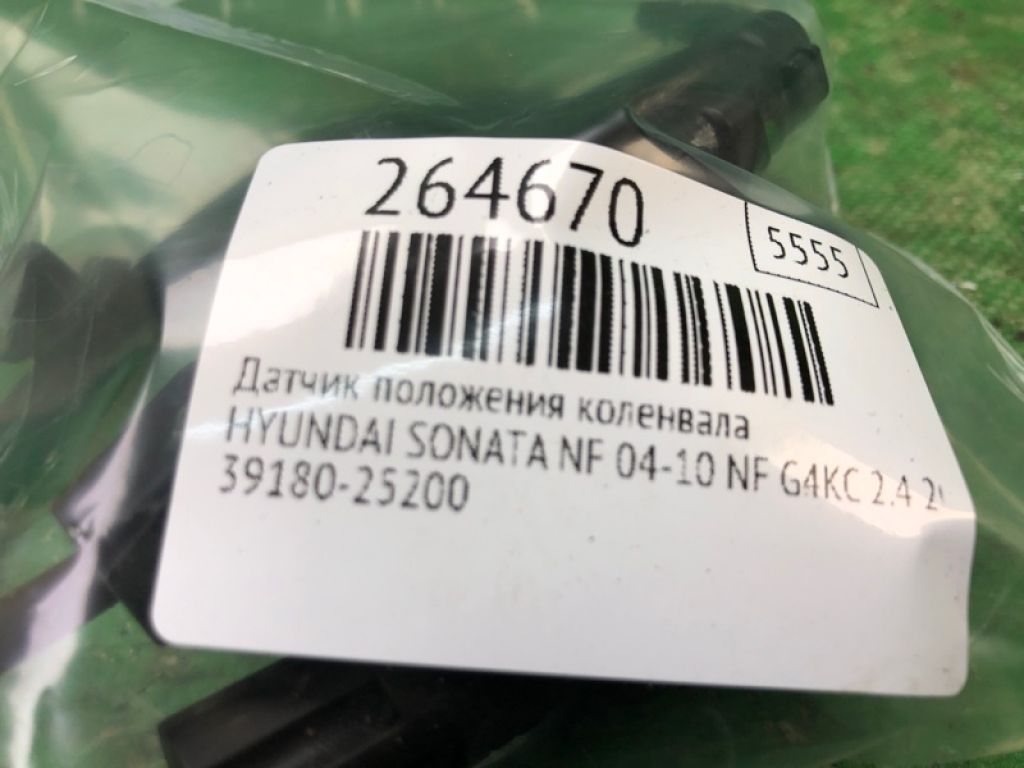 264670
5555
Датчик положения коленвала
HYUNDAI SONATA NF 04-10 NF G4KC 2.4
39180-25200